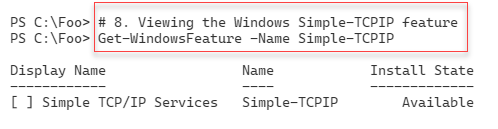 PS C:\Foo> # 8. Viewing the Windows Simple-TCPIP feature
PS C:\Foo> Get-WindowsFeature -Name Simple-TCPIP
Display Name                 Name            Install State
------------                 ----            -------------
[ ] Simple TCP/IP Services   Simple-TCPIP        Available